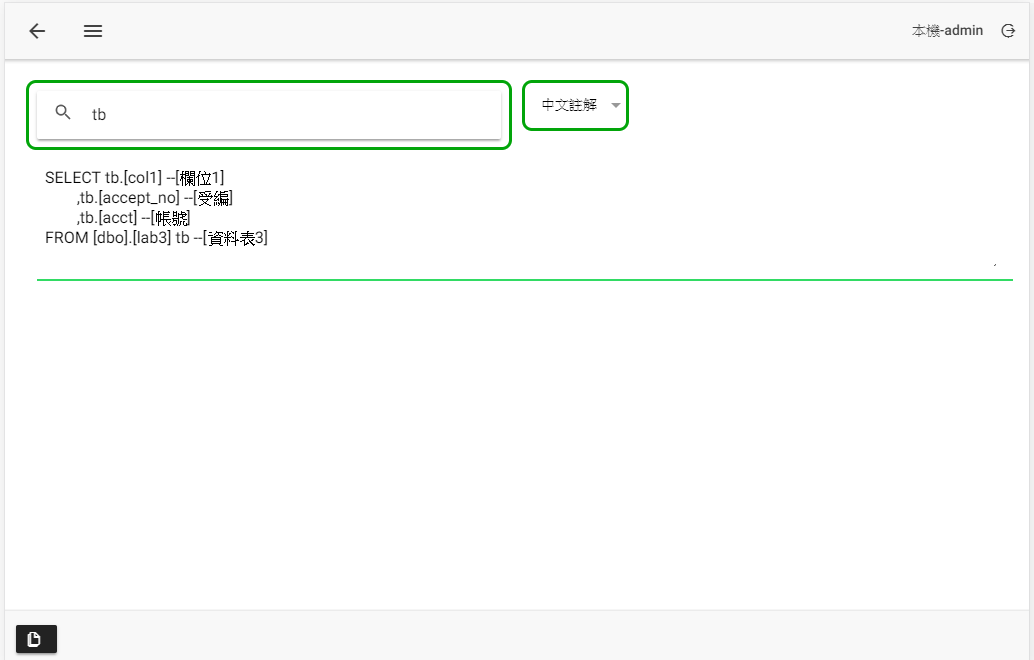 本機-admin
tb
中文註解
SELECT tb.[col1] --[欄位1]
,tb.[accept_no] --[受編]
,tb.[acct] --[帳號]
FROM [dbo].[lab3] tb --[資料表3]